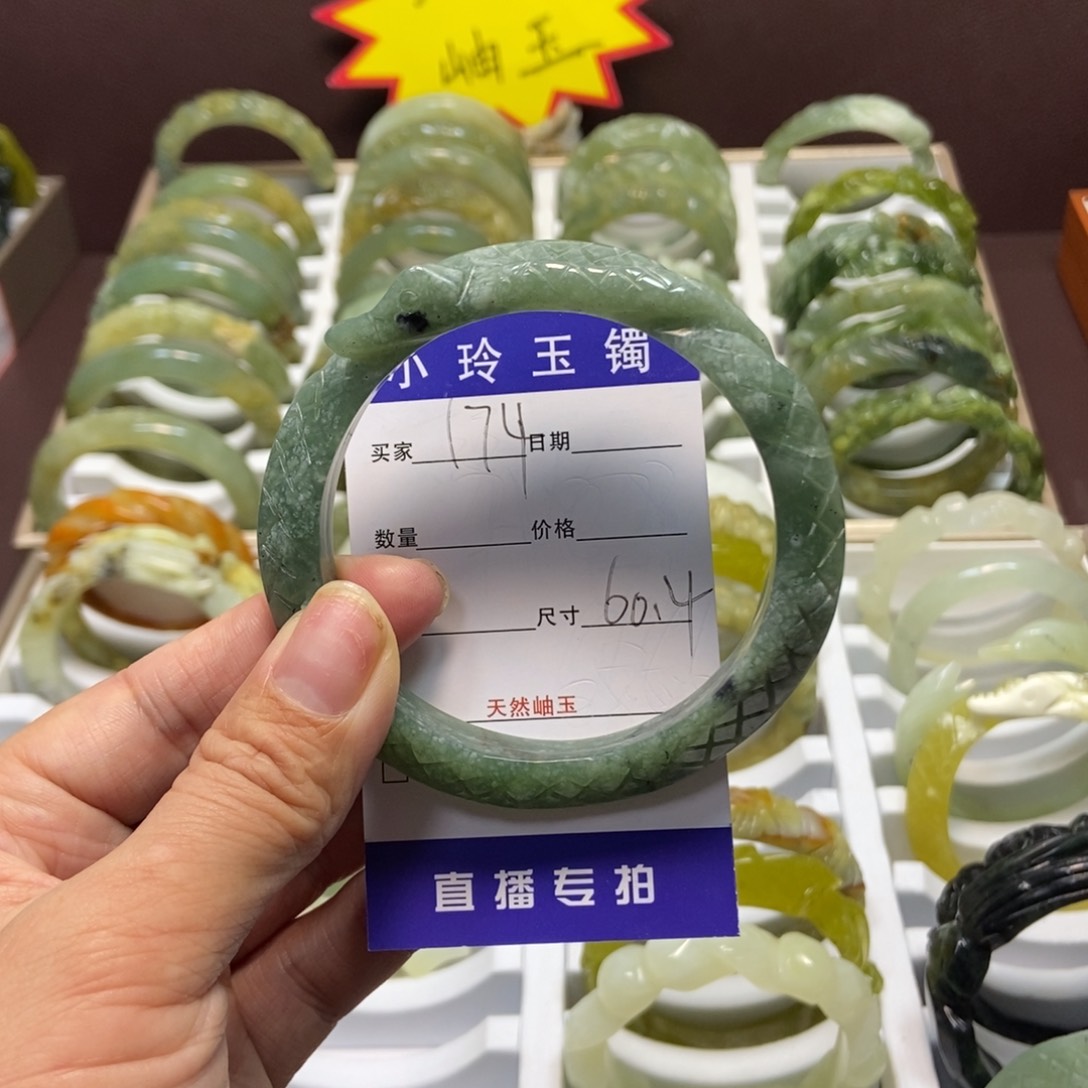 岫玉
小玲玉镯
买家 174 日期
数量 价格
尺寸 60.4
天然岫玉
直播专拍